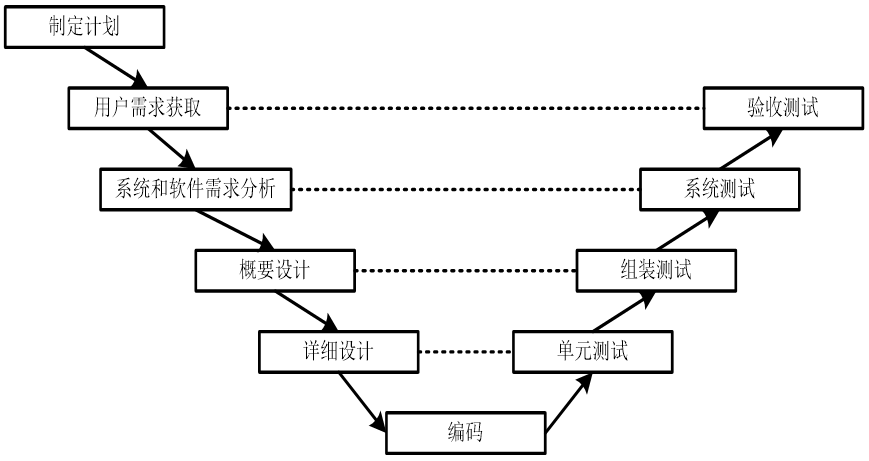 制定计划
用户需求获取
验收测试
系统和软件需求分析
系统测试
概要设计
组装测试
详细设计
单元测试
编码